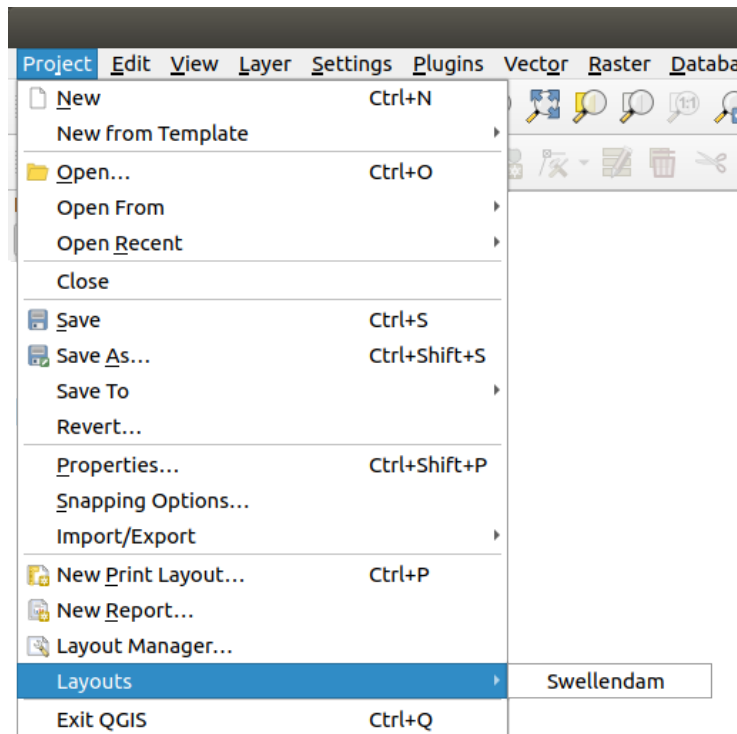 Project Edit View Layer Settings Plugins Vector Raster Databa
New Ctrl+N
New from Template
Open... Ctrl+O
Open From
Open Recent
Close
Save Ctrl+S
Save As... Ctrl+Shift+S
Save To
Revert...
Properties... Ctrl+Shift+P
Snapping Options...
Import/Export
New Print Layout... Ctrl+P
New Report...
Layout Manager...
Layouts Swellendam
Exit QGIS Ctrl+Q